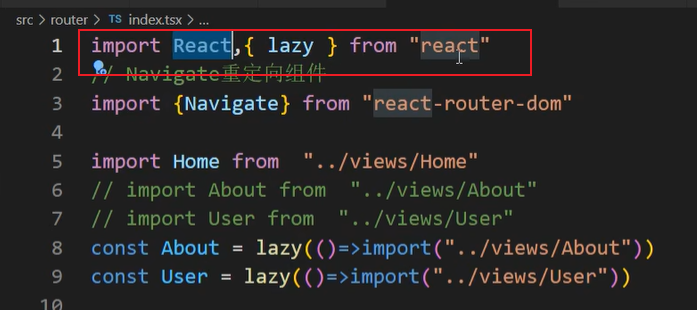 src > router > index.tsx > ...
1 import React,{ lazy } from "react"
2 // Navigate重定向组件
3 import {Navigate} from "react-router-dom"
4
5 import Home from  "../views/Home"
6 // import About from  "../views/About"
7 // import User from  "../views/User"
8 const About = lazy(()=>import("../views/About"))
9 const User = lazy(()=>import("../views/User"))
10